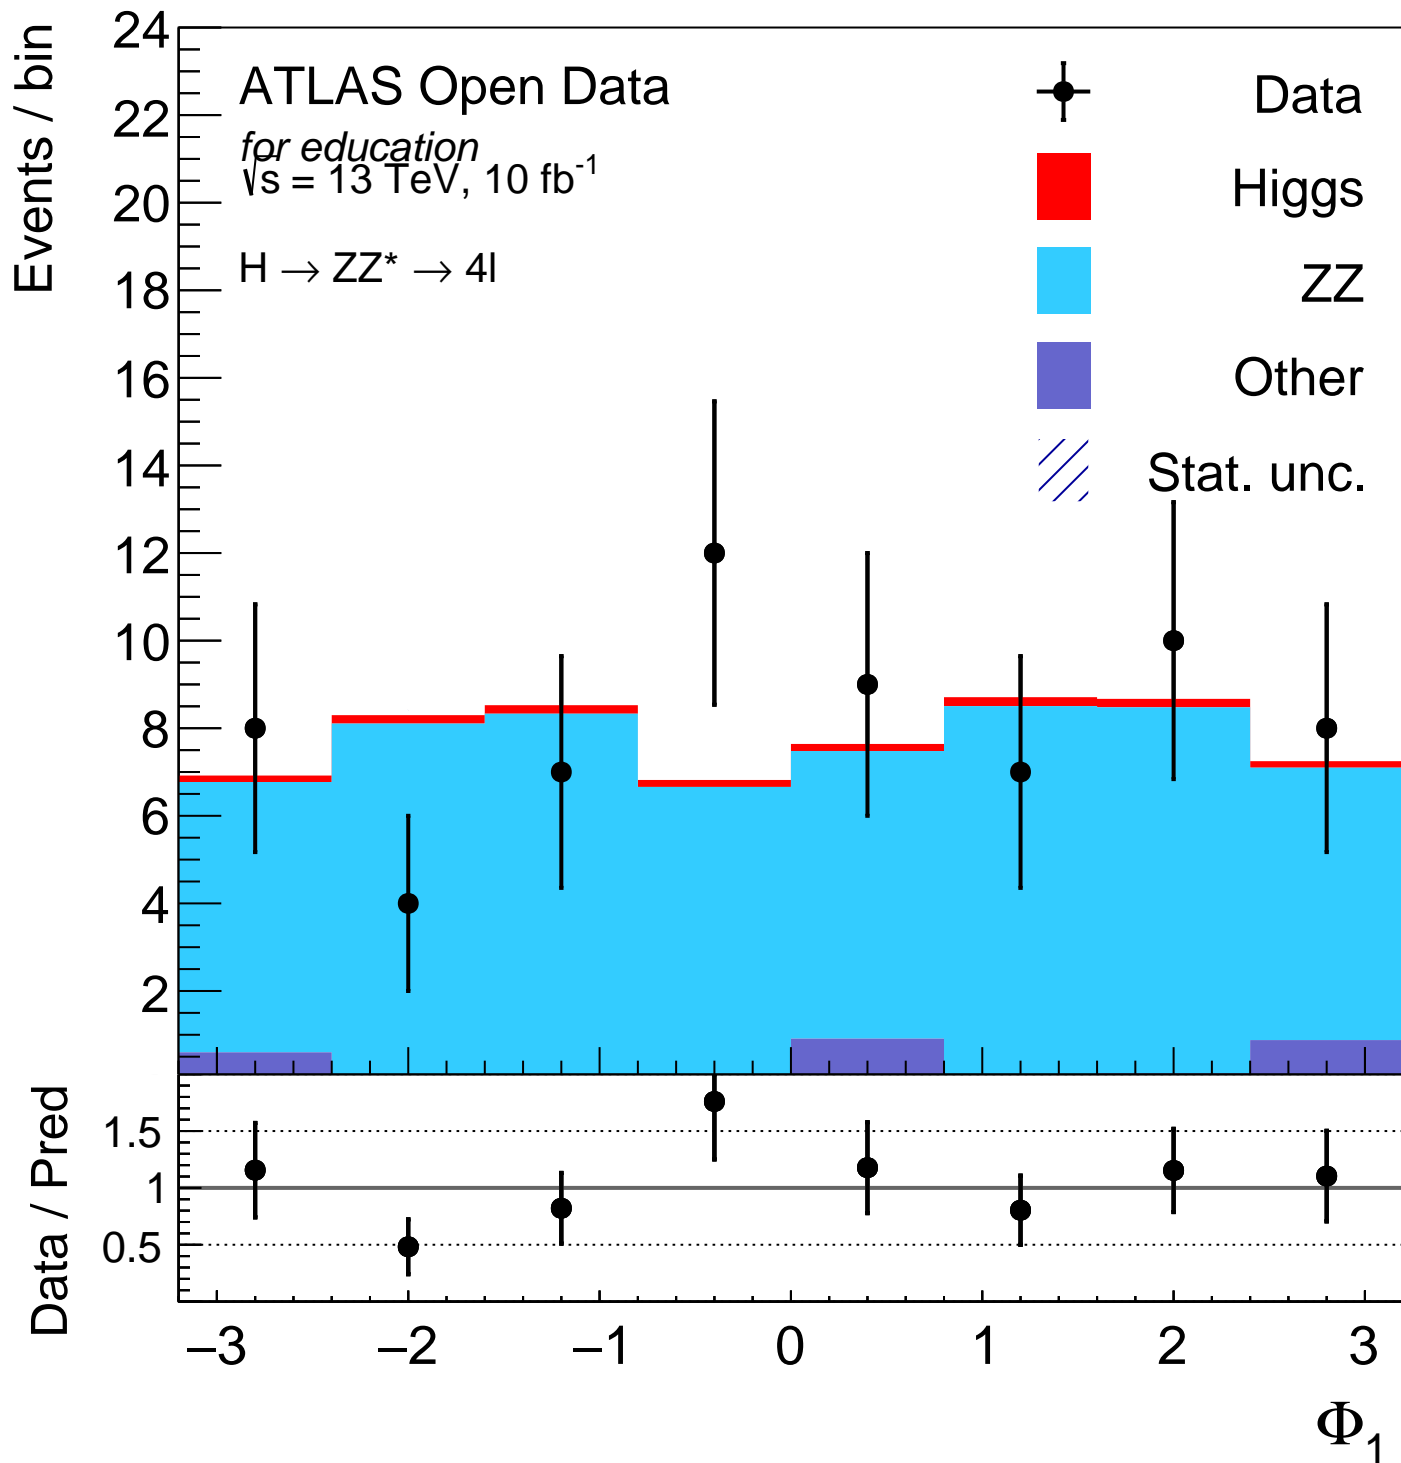 Events / bin
24
22
20
18
16
14
12
10
8
6
4
2
ATLAS Open Data
for education
√s = 13 TeV, 10 fb⁻¹
H → ZZ* → 4l
Data
Higgs
ZZ
Other
Stat. unc.
Data / Pred
1.5
1
0.5
−3 −2 −1 0 1 2 3
Φ₁